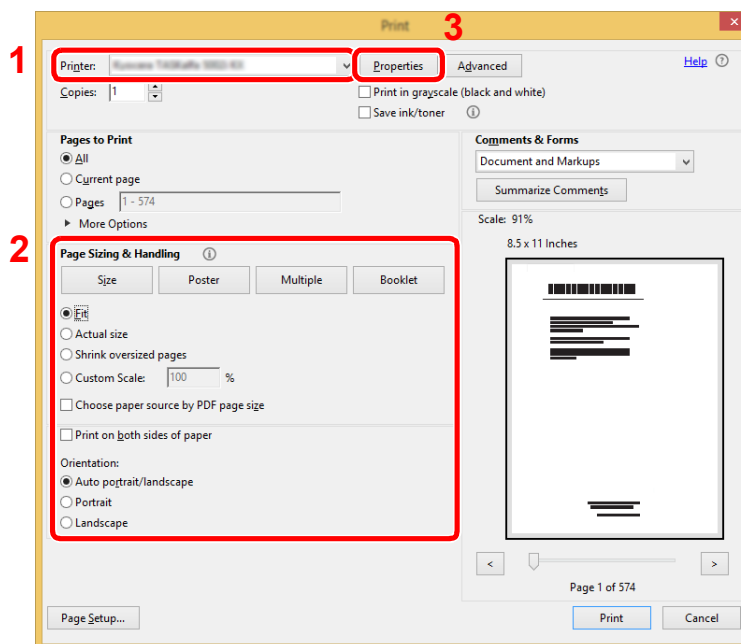 Print
1
3
Printer:
Properties
Advanced
Help
Copies: 1
Print in grayscale (black and white)
Save ink/toner
Pages to Print
All
Current page
Pages 1 - 574
More Options
Comments & Forms
Document and Markups
Summarize Comments
Scale: 91%
8.5 x 11 Inches
2
Page Sizing & Handling
Size Poster Multiple Booklet
Fit
Actual size
Shrink oversized pages
Custom Scale: 100 %
Choose paper source by PDF page size
Print on both sides of paper
Orientation:
Auto portrait/landscape
Portrait
Landscape
< >
Page 1 of 574
Page Setup...
Print
Cancel